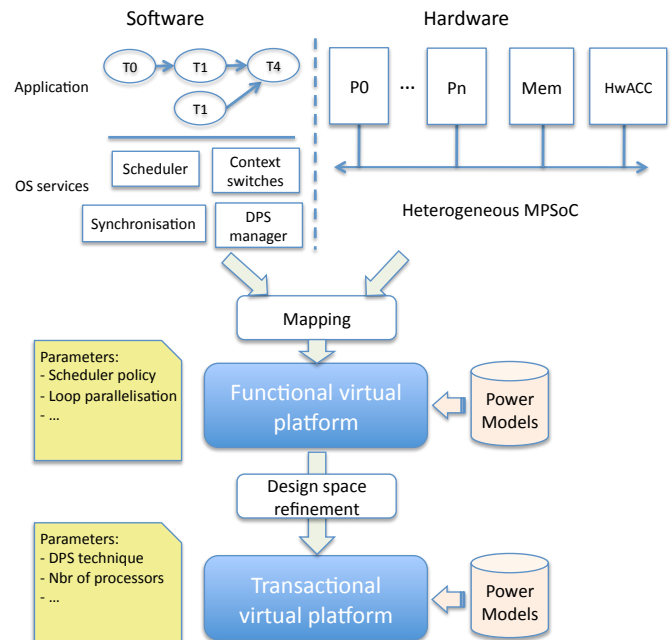 Software
Hardware
Application
T0
T1
T4
T1
P0
...
Pn
Mem
HwACC
OS services
Scheduler
Context
switches
Synchronisation
DPS
manager
Heterogeneous MPSoC
Mapping
Parameters:
- Scheduler policy
- Loop parallelisation
- ...
Functional virtual
platform
Power
Models
Design space
refinement
Parameters:
- DPS technique
- Nbr of processors
- ...
Transactional
virtual platform
Power
Models